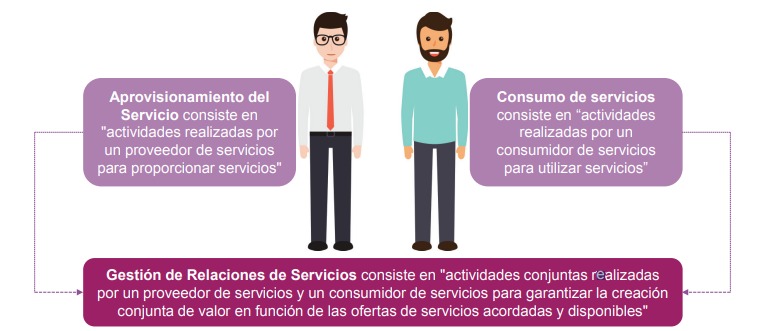 Aprovisionamiento del
Servicio consiste en
"actividades realizadas por
un proveedor de servicios
para proporcionar servicios"
Consumo de servicios
consiste en “actividades
realizadas por un
consumidor de servicios
para utilizar servicios”
Gestión de Relaciones de Servicios consiste en "actividades conjuntas realizadas
por un proveedor de servicios y un consumidor de servicios para garantizar la creación
conjunta de valor en función de las ofertas de servicios acordadas y disponibles"